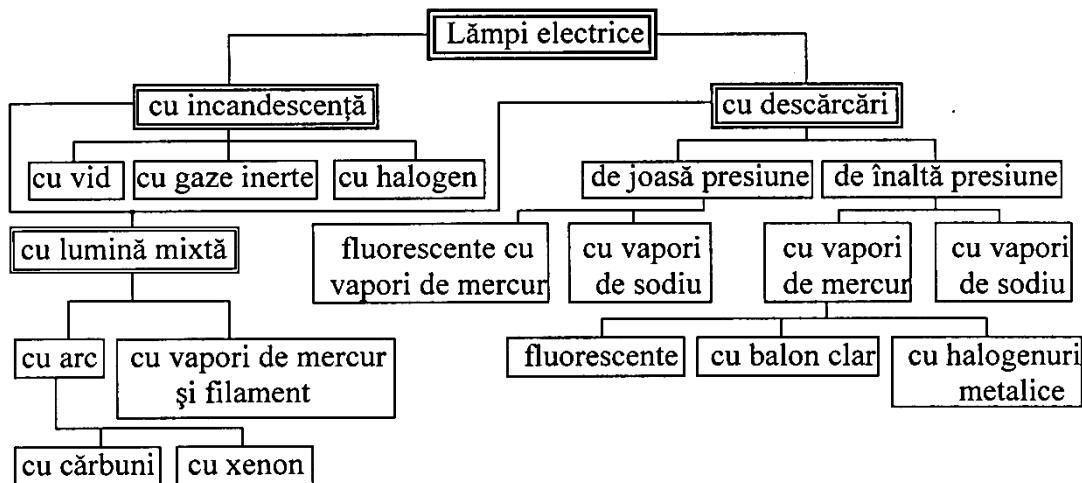 Lămpi electrice
cu incandescenţă
cu descărcări
cu vid
cu gaze inerte
cu halogen
de joasă presiune
de înaltă presiune
cu lumină mixtă
fluorescente cu
vapori de mercur
cu vapori
de sodiu
cu vapori
de mercur
cu vapori
de sodiu
cu arc
cu vapori de mercur
şi filament
fluorescente
cu balon clar
cu halogenuri
metalice
cu cărbuni
cu xenon